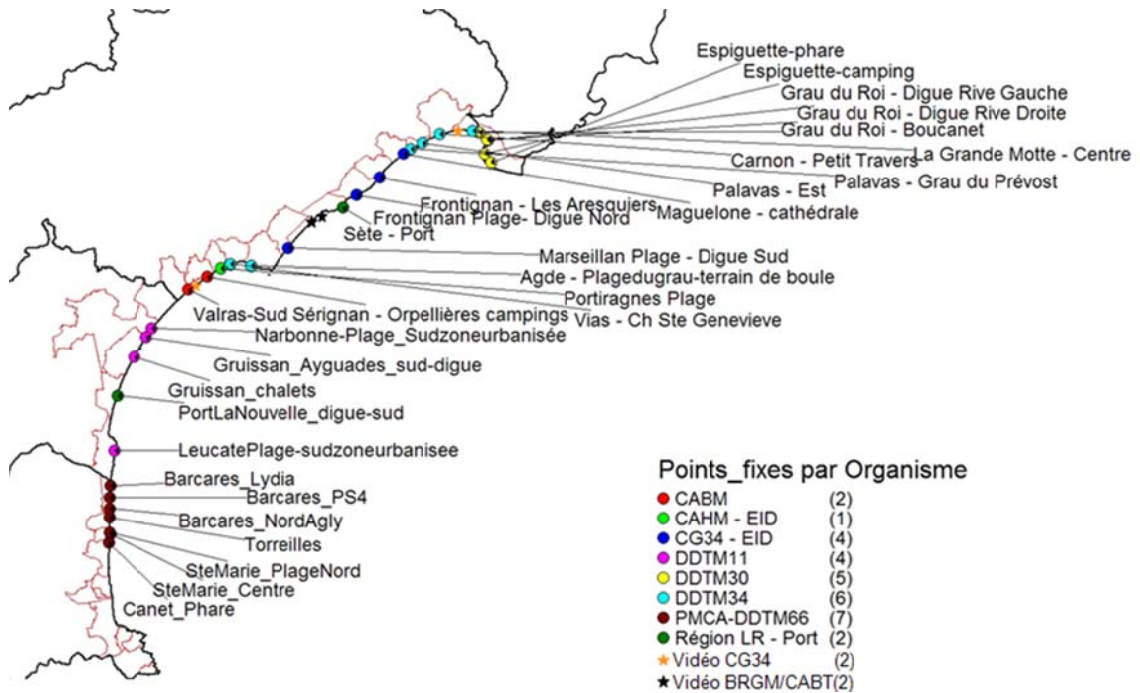 Espiguette-phare
Espiguette-camping
Grau du Roi - Digue Rive Gauche
Grau du Roi - Digue Rive Droite
Grau du Roi - Boucanet
La Grande Motte - Centre
Carnon - Petit Travers
Palavas - Grau du Prévost
Palavas - Est
Maguelone - cathédrale
Frontignan - Les Aresquiers
Frontignan Plage- Digue Nord
Sète - Port
Marseillan Plage - Digue Sud
Agde - Plagedugrau-terrain de boule
Portiragnes Plage
Vias - Ch Ste Genevieve
Valras-Sud Sérignan - Orpellières campings
Narbonne-Plage_Sudzoneurbanisée
Gruissan_Ayguades_sud-digue
Gruissan_chalets
PortLaNouvelle_digue-sud
LeucatePlage-sudzoneurbanisee
Barcares_Lydia
Barcares_PS4
Barcares_NordAgly
Torreilles
SteMarie_PlageNord
SteMarie_Centre
Canet_Phare
Points_fixes par Organisme
CABM (2)
CAHM - EID (1)
CG34 - EID (4)
DDTM11 (4)
DDTM30 (5)
DDTM34 (6)
PMCA-DDTM66 (7)
Région LR - Port (2)
Vidéo CG34 (2)
Vidéo BRGM/CABT(2)